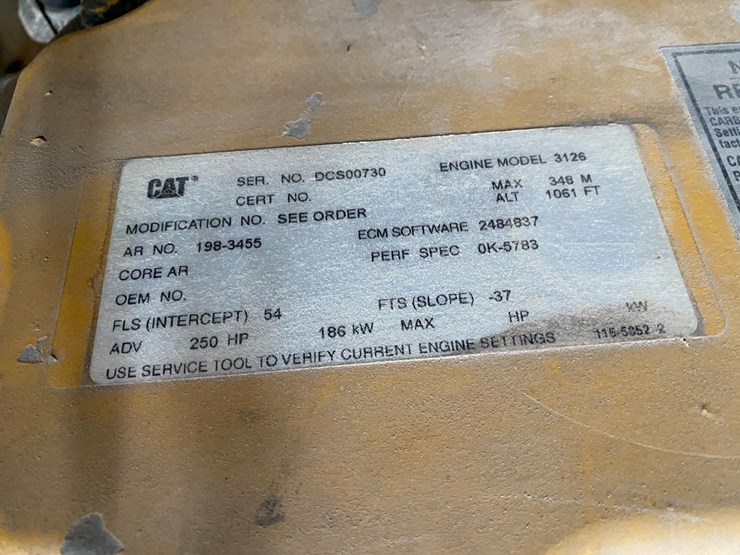 CAT® SER. NO. DCS00730 ENGINE MODEL 3126
CERT NO. MAX ALT 348 M 1061 FT
MODIFICATION NO. SEE ORDER
AR NO. 198-3455 ECM SOFTWARE 2484837
CORE AR PERF SPEC 0K-5783
OEM NO.
FLS (INTERCEPT) 54 FTS (SLOPE) -37
ADV 250 HP 186 kW MAX HP kW
USE SERVICE TOOL TO VERIFY CURRENT ENGINE SETTINGS 115-5852 2
This
CARB